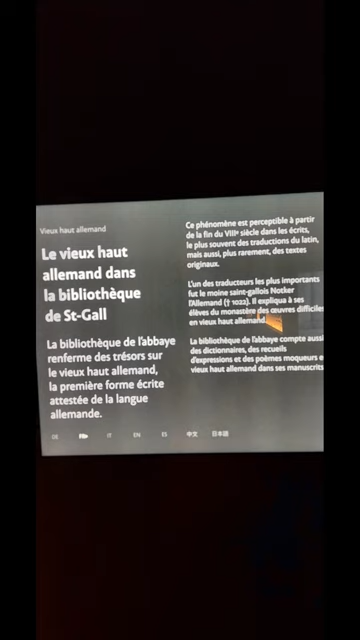 Vieux haut allemand
Le vieux haut
allemand dans
la bibliothèque
de St-Gall
La bibliothèque de l'abbaye
renferme des trésors sur
le vieux haut allemand,
la première forme écrite
attestée de la langue
allemande.
Ce phénomène est perceptible à partir
de la fin du VIIIᵉ siècle dans les écrits,
le plus souvent des traductions du latin,
mais aussi, plus rarement, des textes
originaux.
L'un des traducteurs les plus importants
fut le moine saint-gallois Notker
l'Allemand († 1022). Il expliqua à ses
élèves du monastère des œuvres difficiles
en vieux haut allemand.
La bibliothèque de l'abbaye compte aussi
des dictionnaires, des recueils
d'expressions et des poèmes moqueurs e
vieux haut allemand dans ses manuscrits
DE FR IT EN ES 中文 日本語